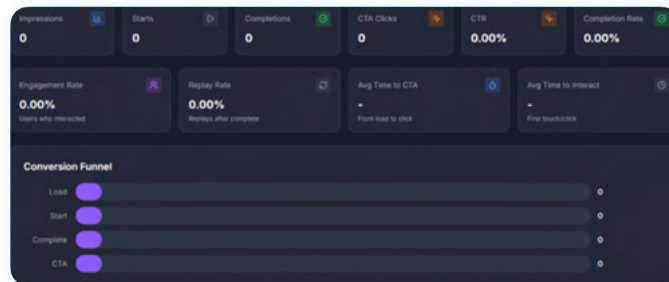 Impressions
Starts
Completions
CTA Clicks
CTR
Completion Rate
0
0
0
0
0.00%
0.00%
Engagement Rate
Replay Rate
Avg Time to CTA
Avg Time to Interact
0.00%
0.00%
-
-
Users who interacted
Replays after complete
From load to click
First touch/click
Conversion Funnel
Load
0
Start
0
Complete
0
CTA
0